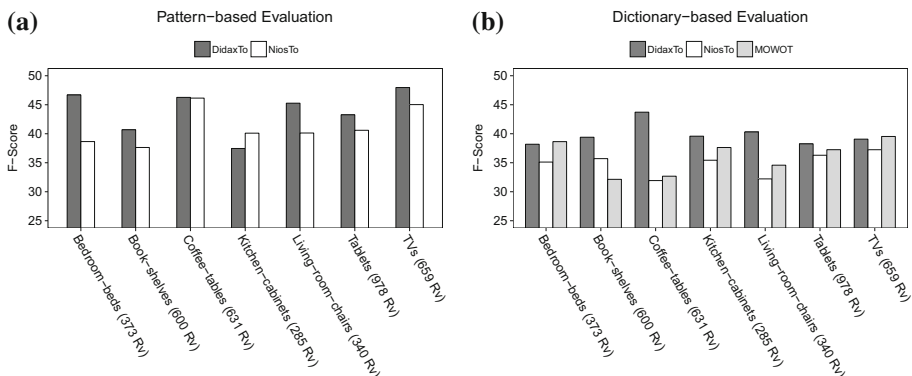 (a)
Pattern-based Evaluation
DidaxTo NiosTo
F-Score
50
45
40
35
30
25
Bedroom-beds (373 Rv)
Book-shelves (600 Rv)
Coffee-tables (631 Rv)
Kitchen-cabinets (285 Rv)
Living-room-chairs (340 Rv)
Tablets (978 Rv)
TVs (659 Rv)
(b)
Dictionary-based Evaluation
DidaxTo NiosTo MOWOT
F-Score
50
45
40
35
30
25
Bedroom-beds (373 Rv)
Book-shelves (600 Rv)
Coffee-tables (631 Rv)
Kitchen-cabinets (285 Rv)
Living-room-chairs (340 Rv)
Tablets (978 Rv)
TVs (659 Rv)